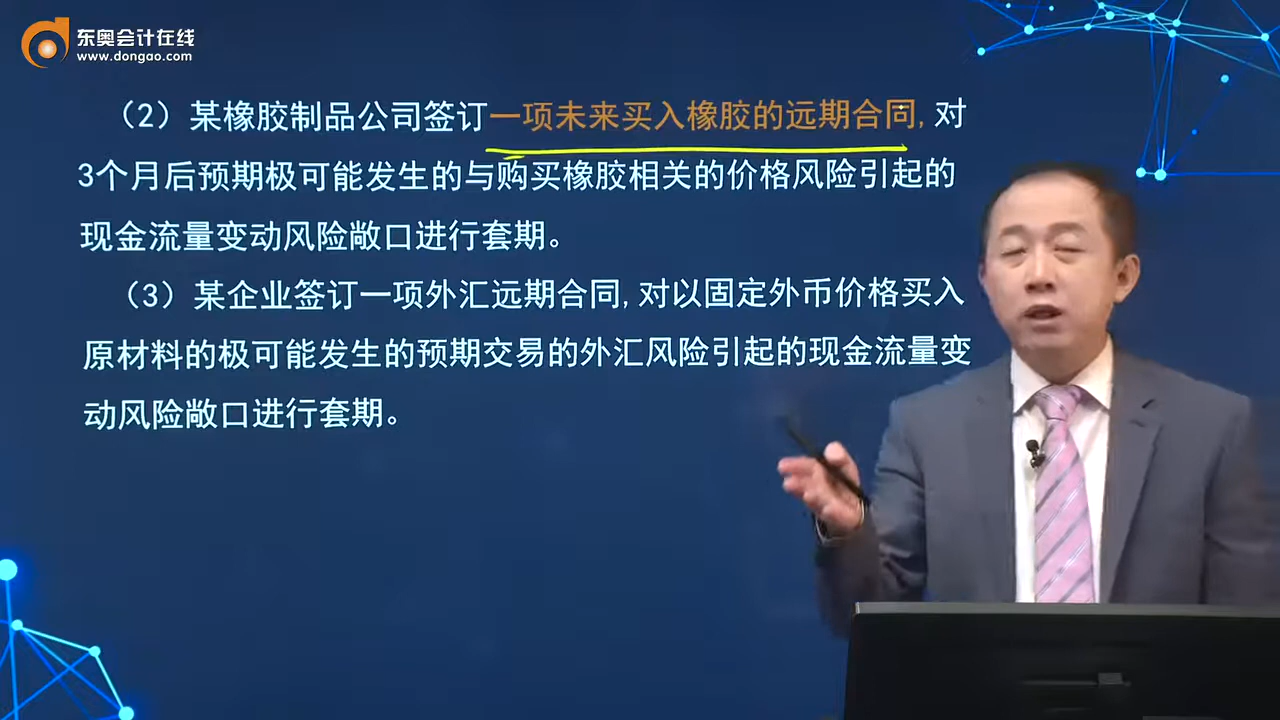 东奥会计在线
www.dongao.com
（2）某橡胶制品公司签订一项未来买入橡胶的远期合同,对
3个月后预期极可能发生的与购买橡胶相关的价格风险引起的
现金流量变动风险敞口进行套期。
（3）某企业签订一项外汇远期合同,对以固定外币价格买入
原材料的极可能发生的预期交易的外汇风险引起的现金流量变
动风险敞口进行套期。